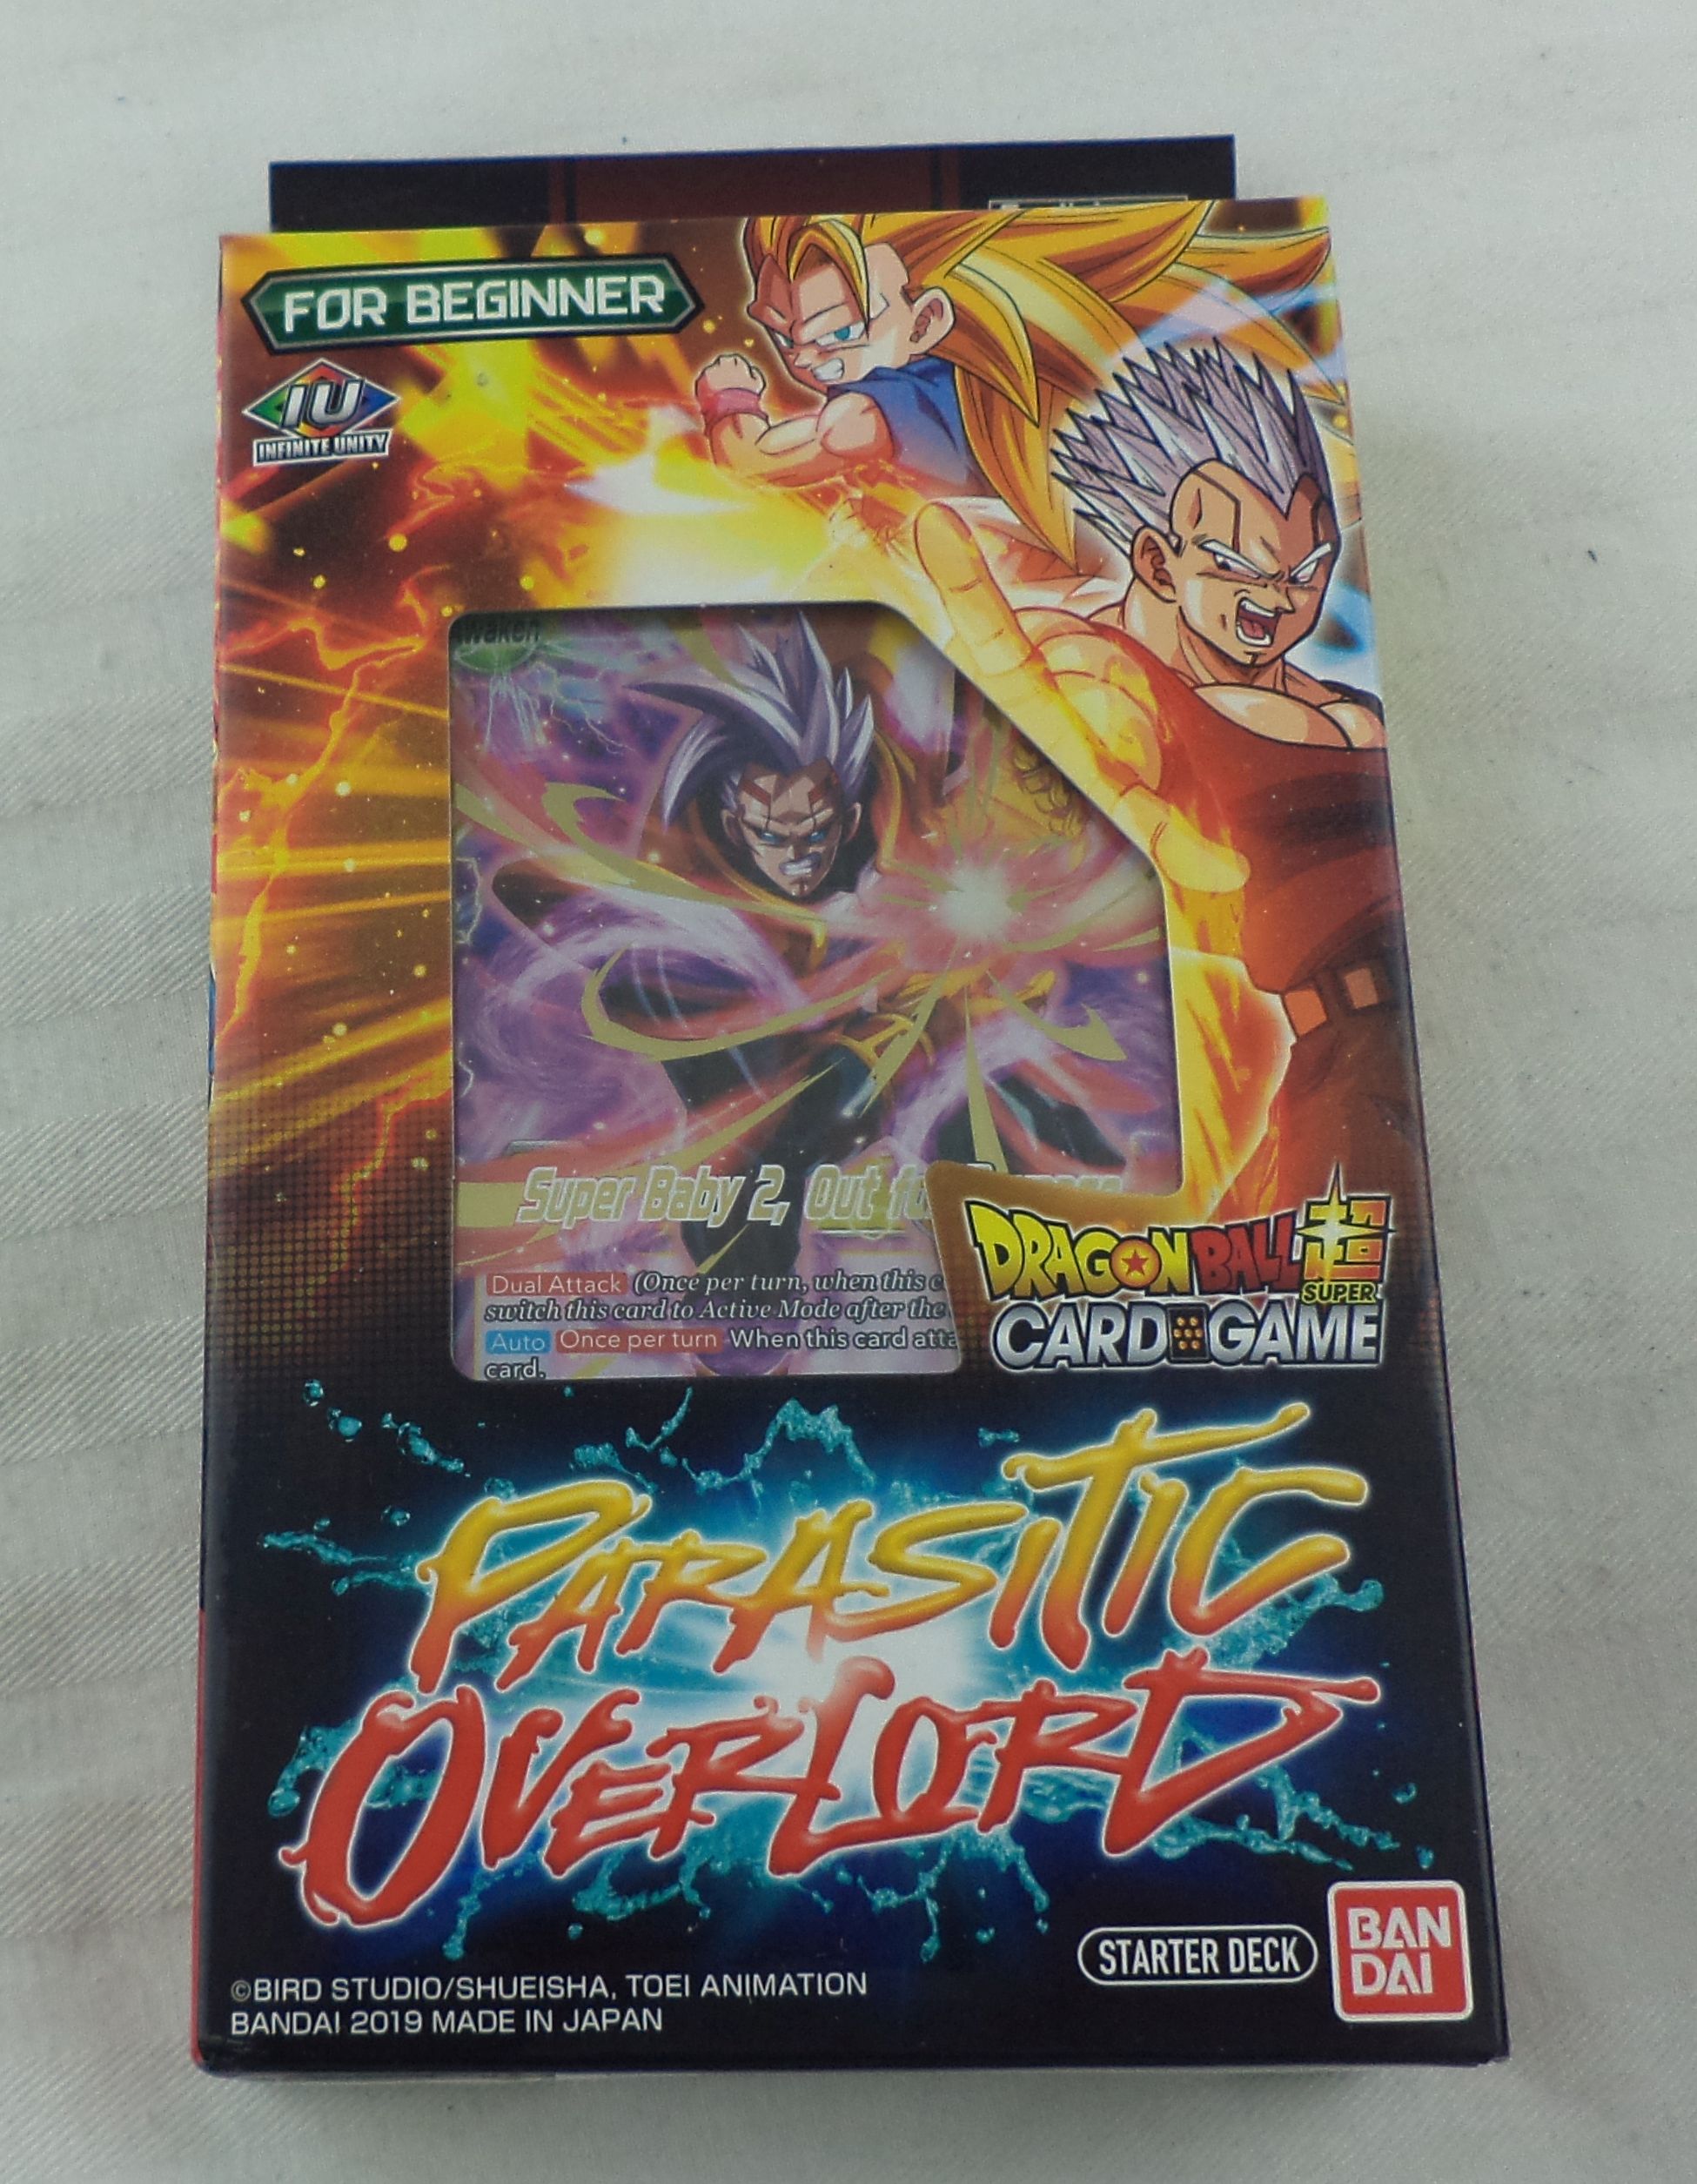 FOR BEGINNER
IU
INFINITE UNITY
Awaken
Super Baby 2, Out
Dual Attack (Once per turn, when this
switch this card to Active Mode after the
Auto Once per turn When this card
card.
DRAGON BALL 超
SUPER
CARD GAME
PARASITIC
OVERLORD
STARTER DECK
BAN
DAI
©BIRD STUDIO/SHUEISHA, TOEI ANIMATION
BANDAI 2019 MADE IN JAPAN